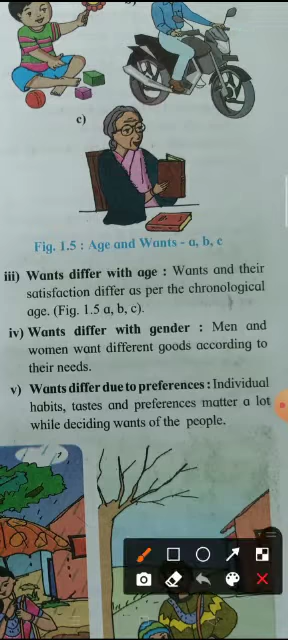 c)
Fig. 1.5 : Age and Wants - a, b, c
iii) Wants differ with age : Wants and their
satisfaction differ as per the chronological
age. (Fig. 1.5 a, b, c).
iv) Wants differ with gender : Men and
women want different goods according to
their needs.
v) Wants differ due to preferences : Individual
habits, tastes and preferences matter a lot
while deciding wants of the people.